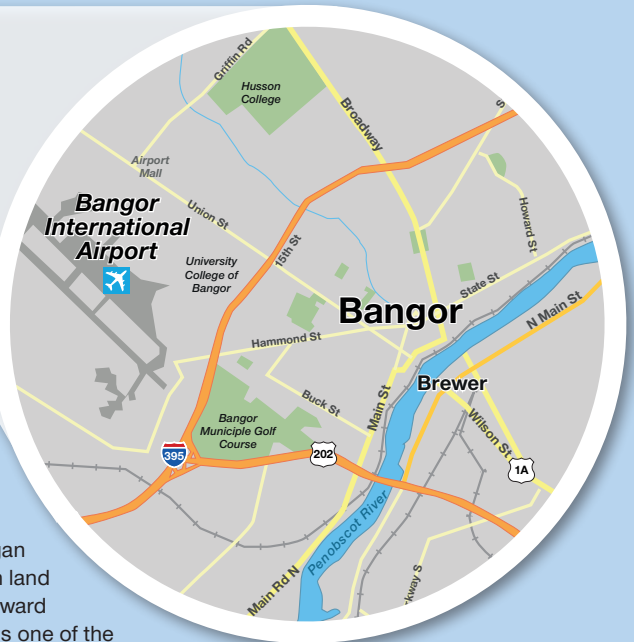 Griffin Rd
Husson
College
Broadway
S
Airport
Mall
Union St
Howard St
Bangor
International
Airport
University
College of
Bangor
15th St
State St
Bangor
N Main St
Hammond St
Brewer
Buck St
Main St
Bangor
Municiple Golf
Course
Wilson St
395
202
1A
Penobscot River
Main Rd N
ckway S
gan
land
ward
s one of the